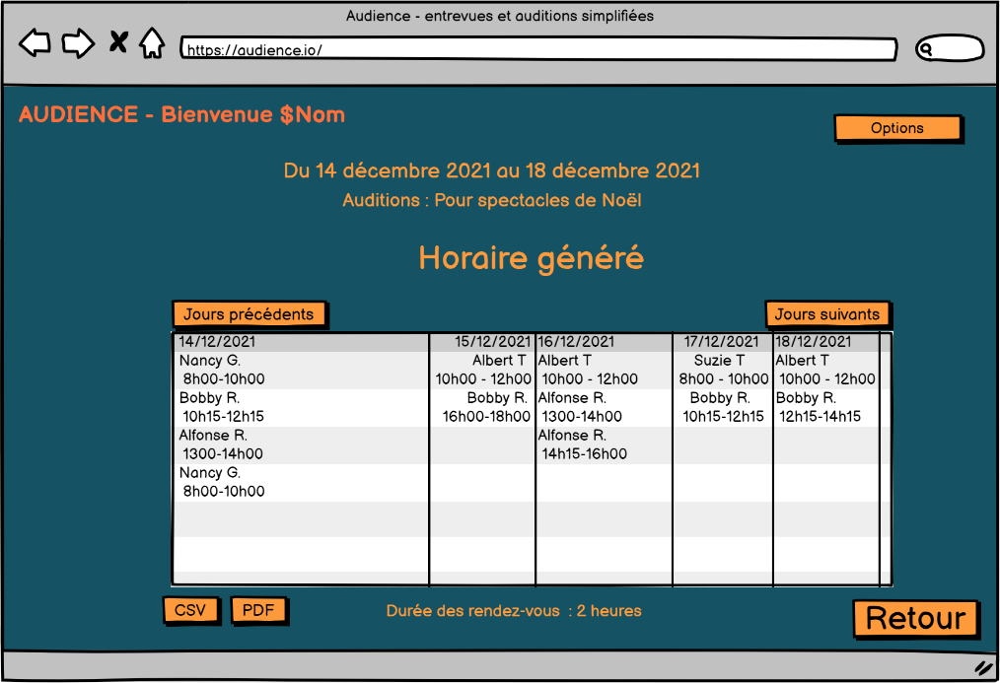 Audience - entrevues et auditions simplifiées
https://audience.io/
AUDIENCE - Bienvenue $Nom
Options
Du 14 décembre 2021 au 18 décembre 2021
Auditions : Pour spectacles de Noël
Horaire généré
Jours précédents
Jours suivants
14/12/2021 15/12/2021 16/12/2021 17/12/2021 18/12/2021
Nancy G. Albert T Albert T Suzie T Albert T
8h00-10h00 10h00 - 12h00 10h00 - 12h00 8h00 - 10h00 10h00 - 12h00
Bobby R. Bobby R. Alfonse R. Bobby R. Bobby R.
10h15-12h15 16h00-18h00 1300-14h00 10h15-12h15 12h15-14h15
Alfonse R. Alfonse R.
1300-14h00 14h15-16h00
Nancy G.
8h00-10h00
CSV
PDF
Durée des rendez-vous : 2 heures
Retour